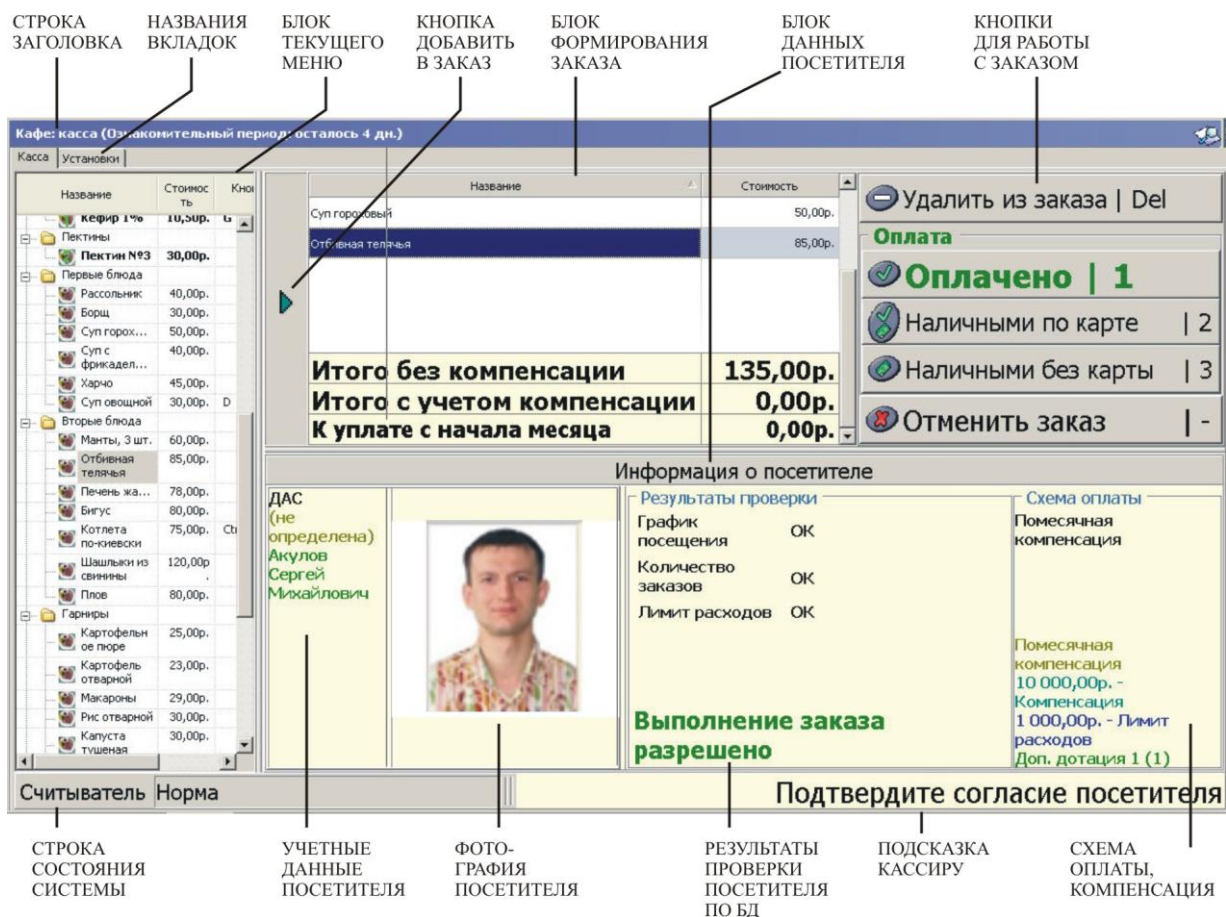 СТРОКА
ЗАГОЛОВКА
НАЗВАНИЯ
ВКЛАДОК
БЛОК
ТЕКУЩЕГО
МЕНЮ
КНОПКА
ДОБАВИТЬ
В ЗАКАЗ
БЛОК
ФОРМИРОВАНИЯ
ЗАКАЗА
БЛОК
ДАННЫХ
ПОСЕТИТЕЛЯ
КНОПКИ
ДЛЯ РАБОТЫ
С ЗАКАЗОМ
Кафе: касса (Ознакомительный период: осталось 4 дн.)
Касса Установки
Название Стоимос
ть Кно
Кефир 1% 10,50р. G
Пектины
Пектин №3 30,00р.
Первые блюда
Рассольник 40,00р.
Борщ 30,00р.
Суп горох... 50,00р.
Суп с 40,00р.
фрикадел...
Харчо 45,00р.
Суп овощной 30,00р. D
Вторые блюда
Манты, 3 шт. 60,00р.
Отбивная 85,00р.
телячья
Печень жа... 78,00р.
Бигус 80,00р.
Котлета 75,00р. Ct
по-киевски
Шашлыки из 120,00р
свинины .
Плов 80,00р.
Гарниры
Картофельн 25,00р.
ое пюре
Картофель 23,00р.
отварной
Макароны 29,00р.
Рис отварной 30,00р.
Капуста 30,00р.
тушеная
Название Стоимость
Суп гороховый 50,00р.
Отбивная телячья 85,00р.
Итого без компенсации 135,00р.
Итого с учетом компенсации 0,00р.
К уплате с начала месяца 0,00р.
Удалить из заказа | Del
Оплата
Оплачено | 1
Наличными по карте | 2
Наличными без карты | 3
Отменить заказ | -
Информация о посетителе
ДАС
(не
определена)
Акулов
Сергей
Михайлович
Результаты проверки
График
посещения ОК
Количество
заказов ОК
Лимит расходов ОК
Выполнение заказа
разрешено
Схема оплаты
Помесячная
компенсация
Помесячная
компенсация
10 000,00р. -
Компенсация
1 000,00р. - Лимит
расходов
Доп. дотация 1 (1)
Считыватель Норма
Подтвердите согласие посетителя
СТРОКА
СОСТОЯНИЯ
СИСТЕМЫ
УЧЕТНЫЕ
ДАННЫЕ
ПОСЕТИТЕЛЯ
ФОТО-
ГРАФИЯ
ПОСЕТИТЕЛЯ
РЕЗУЛЬТАТЫ
ПРОВЕРКИ
ПОСЕТИТЕЛЯ
ПО БД
ПОДСКАЗКА
КАССИРУ
СХЕМА
ОПЛАТЫ,
КОМПЕНСАЦИЯ